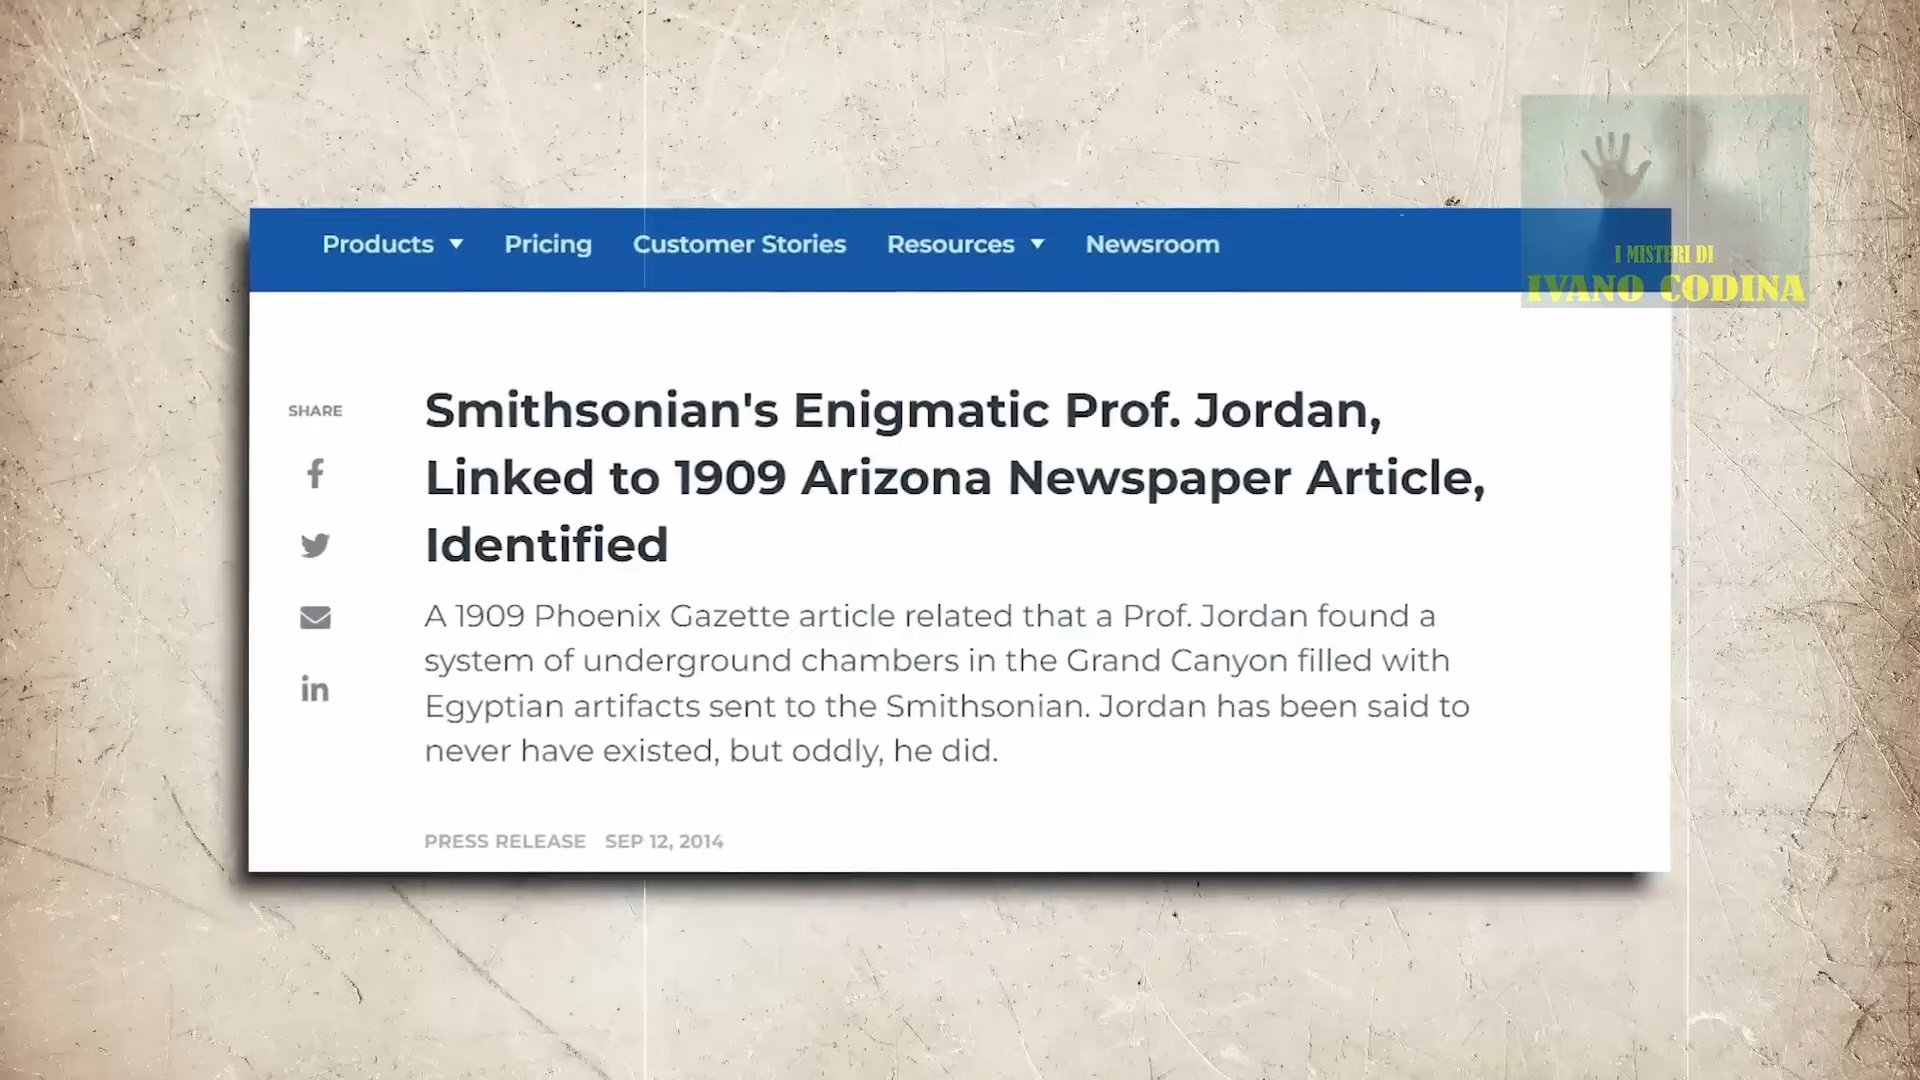 Products Pricing Customer Stories Resources Newsroom
I MISTERI DI
IVANO CODINA
SHARE
Smithsonian's Enigmatic Prof. Jordan,
Linked to 1909 Arizona Newspaper Article,
Identified
A 1909 Phoenix Gazette article related that a Prof. Jordan found a
system of underground chambers in the Grand Canyon filled with
Egyptian artifacts sent to the Smithsonian. Jordan has been said to
never have existed, but oddly, he did.
PRESS RELEASE SEP 12, 2014